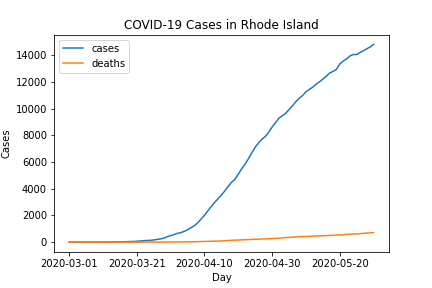 COVID-19 Cases in Rhode Island
cases
deaths
14000
12000
10000
8000
6000
4000
2000
0
Cases
2020-03-01 2020-03-21 2020-04-10 2020-04-30 2020-05-20
Day